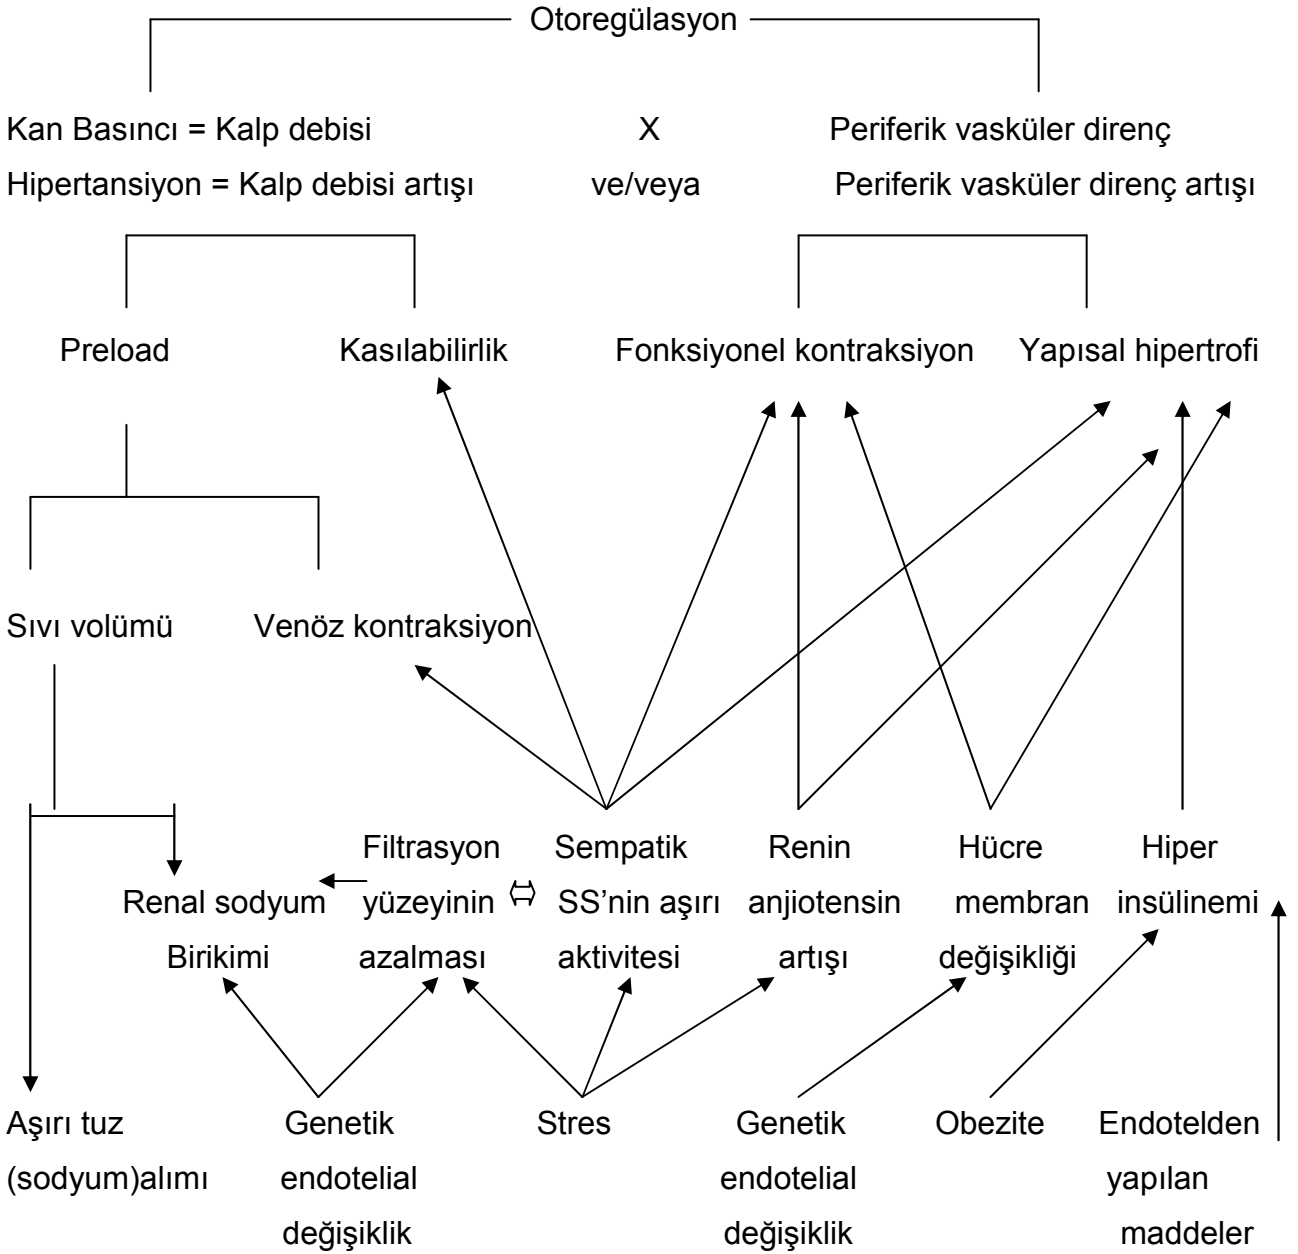 Otoregülasyon
Kan Basıncı = Kalp debisi X Periferik vasküler direnç
Hipertansiyon = Kalp debisi artışı ve/veya Periferik vasküler direnç artışı
Preload Kasılabilirlik Fonksiyonel kontraksiyon Yapısal hipertrofi
Sıvı volümü Venöz kontraksiyon
Filtrasyon Sempatik Renin Hücre Hiper
Renal sodyum yüzeyinin SS’nin aşırı anjiotensin membran insülinemi
Birikimi azalması aktivitesi artışı değişikliği
Aşırı tuz Genetik Stres Genetik Obezite Endotelden
(sodyum)alımı endotelial endotelial yapılan
değişiklik değişiklik maddeler